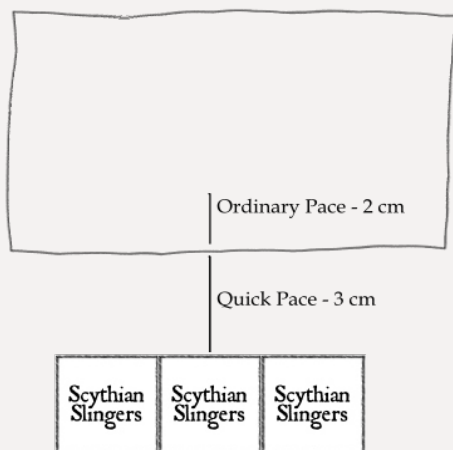 Ordinary Pace - 2 cm
Quick Pace - 3 cm
Scythian Slingers
Scythian Slingers
Scythian Slingers